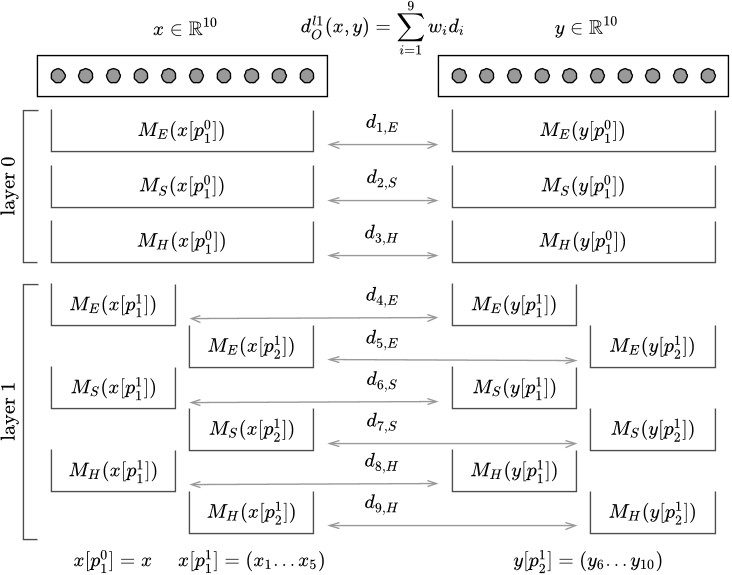 x ∈ ℝ¹⁰ d_O^{l1}(x, y) = ∑_{i=1}^{9} w_i d_i y ∈ ℝ¹⁰
layer 0
M_E(x[p_1^0]) d_{1,E} M_E(y[p_1^0])
M_S(x[p_1^0]) d_{2,S} M_S(y[p_1^0])
M_H(x[p_1^0]) d_{3,H} M_H(y[p_1^0])
layer 1
M_E(x[p_1^1]) d_{4,E} M_E(y[p_1^1])
M_E(x[p_2^1]) d_{5,E} M_E(y[p_2^1])
M_S(x[p_1^1]) d_{6,S} M_S(y[p_1^1])
M_S(x[p_2^1]) d_{7,S} M_S(y[p_2^1])
M_H(x[p_1^1]) d_{8,H} M_H(y[p_1^1])
M_H(x[p_2^1]) d_{9,H} M_H(y[p_2^1])
x[p_1^0] = x x[p_1^1] = (x_1 … x_5) y[p_2^1] = (y_6 … y_{10})